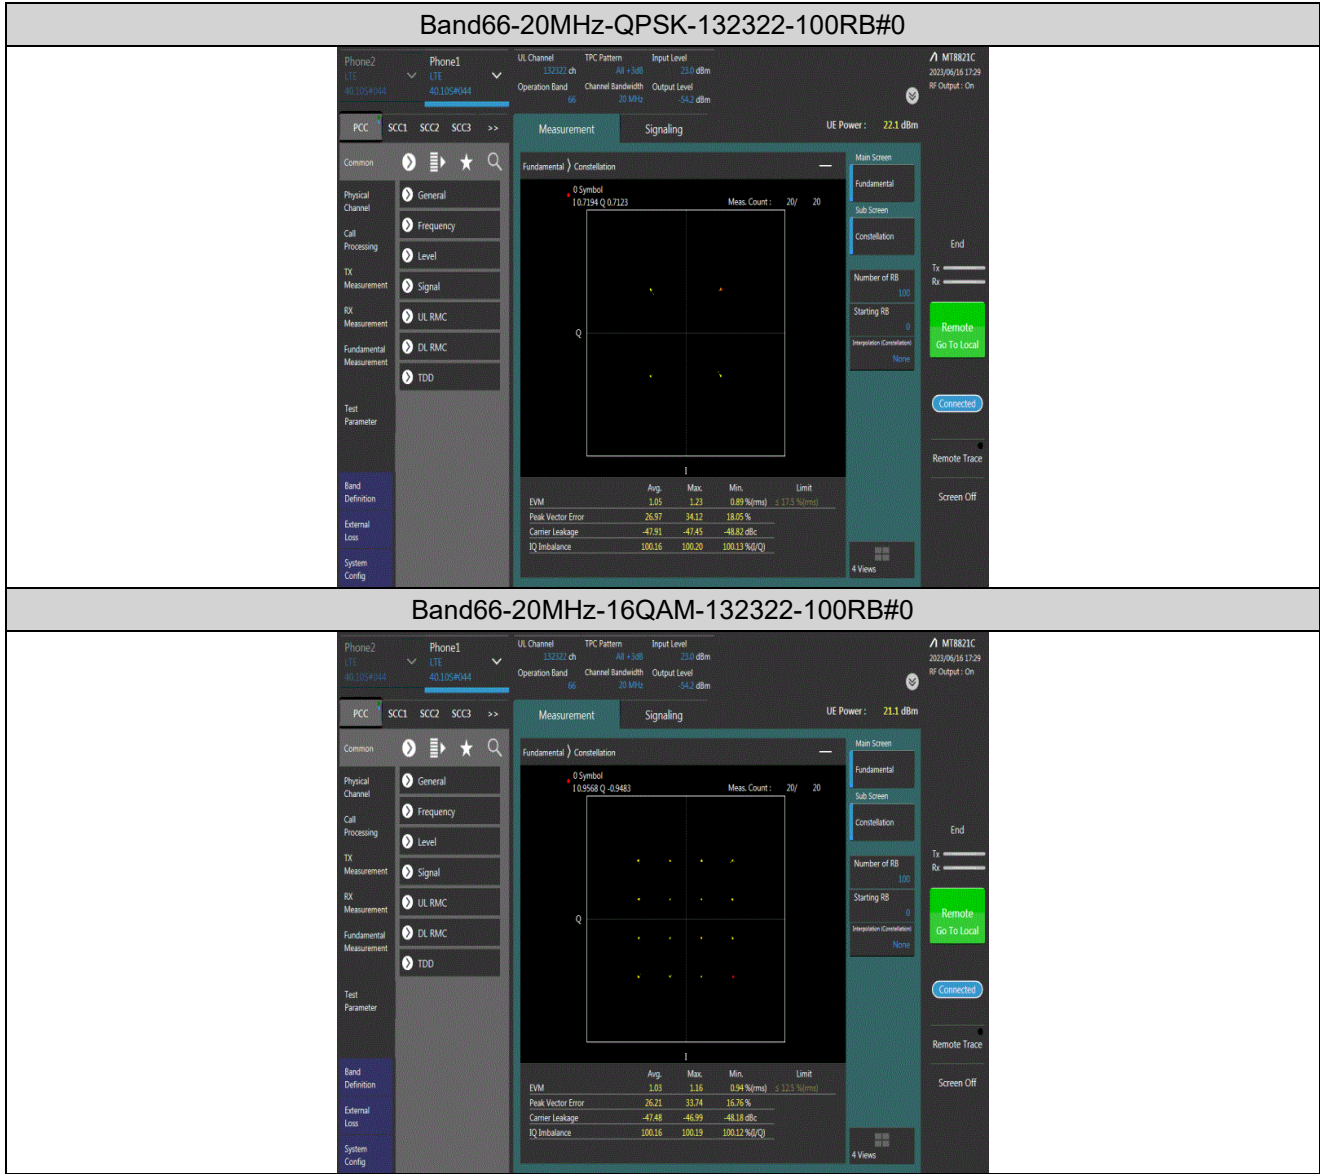 Band66-20MHz-QPSK-132322-100RB#0
Phone2 Phone1 UL Channel TPC Pattern Input Level MT8821C
LTE LTE 132322 ch All +3dB 23.0 dBm 2023/06/16 17:29
40.10S#044 40.10S#044 Operation Band Channel Bandwidth Output Level RF Output : On
66 20 MHz -54.2 dBm
PCC SCC1 SCC2 SCC3 >> Measurement Signaling UE Power : 22.1 dBm
Common Fundamental 〉 Constellation Main Screen
Fundamental
Physical Channel General 0 Symbol
I 0.7194 Q 0.7123 Meas. Count : 20/ 20
Sub Screen
Call Processing Frequency Constellation End
Level
TX Measurement Signal Number of RB Tx
100 Rx
RX Measurement UL RMC Starting RB
0 Remote
Q Go To Local
Fundamental Measurement DL RMC Interpolation (Constellation)
None
TDD
Test Parameter Connected
Remote Trace
I
Band Definition Avg. Max. Min. Limit Screen Off
EVM 1.05 1.23 0.89 %(rms) ≤ 17.5 %(rms)
Peak Vector Error 26.97 34.12 18.05 %
External Loss Carrier Leakage -47.91 -47.45 -48.82 dBc
IQ Imbalance 100.16 100.20 100.13 %(I/Q)
System Config 4 Views
Band66-20MHz-16QAM-132322-100RB#0
Phone2 Phone1 UL Channel TPC Pattern Input Level MT8821C
LTE LTE 132322 ch All +3dB 23.0 dBm 2023/06/16 17:29
40.10S#044 40.10S#044 Operation Band Channel Bandwidth Output Level RF Output : On
66 20 MHz -54.2 dBm
PCC SCC1 SCC2 SCC3 >> Measurement Signaling UE Power : 21.1 dBm
Common Fundamental 〉 Constellation Main Screen
Fundamental
Physical Channel General 0 Symbol
I 0.9568 Q -0.9483 Meas. Count : 20/ 20
Sub Screen
Call Processing Frequency Constellation End
Level
TX Measurement Signal Number of RB Tx
100 Rx
RX Measurement UL RMC Starting RB
0 Remote
Q Go To Local
Fundamental Measurement DL RMC Interpolation (Constellation)
None
TDD
Test Parameter Connected
Remote Trace
I
Band Definition Avg. Max. Min. Limit Screen Off
EVM 1.03 1.16 0.94 %(rms) ≤ 12.5 %(rms)
Peak Vector Error 26.21 33.74 16.76 %
External Loss Carrier Leakage -47.48 -46.99 -48.18 dBc
IQ Imbalance 100.16 100.19 100.12 %(I/Q)
System Config 4 Views